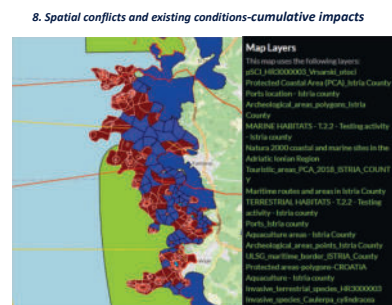 8. Spatial conflicts and existing conditions-cumulative impacts
Map Layers
This map uses the following layers:
pSCI_HR3000003_Vrsarski_otoci
Protected Coastal Area (PCA)_Istria County
Ports location - Istria county
Archeological_areas_polygons_Istria
County
MARINE HABITATS - T.2.2 - Testing activity
- Istria county
Natura 2000 coastal and marine sites in the
Adriatic Ionian Region
Touristic_areas_PCA_2018_ISTRIA_COUNT
Y
Maritime routes and areas in Istria County
TERRESTRIAL HABITATS - T.2.2 - Testing
activity - Istria county
Ports_Istria county
Aquaculture areas - Istria County
Archeological_areas_points_Istria_County
ULSG_maritime_border_ISTRIA_County
Protected areas-polygons-CROATIA
Aquaculture - Istria County
Invasive_terrestrial_species_HR3000003
Invasive_species_Caulerpa_cylindracea